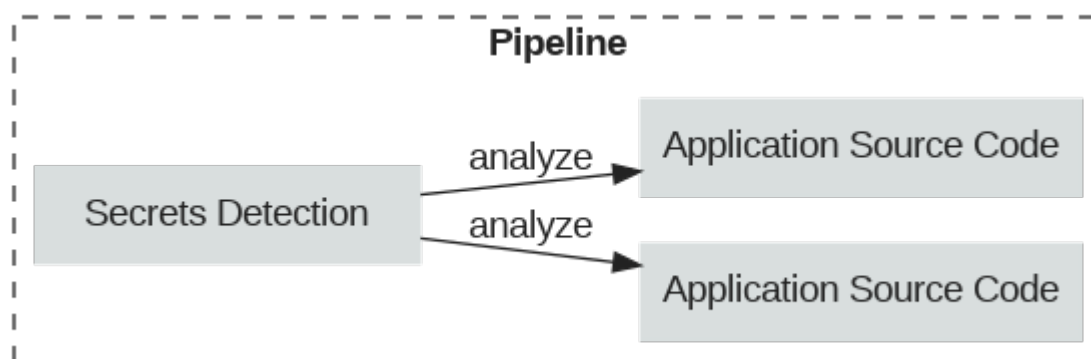 Pipeline
analyze
Application Source Code
Secrets Detection
analyze
Application Source Code